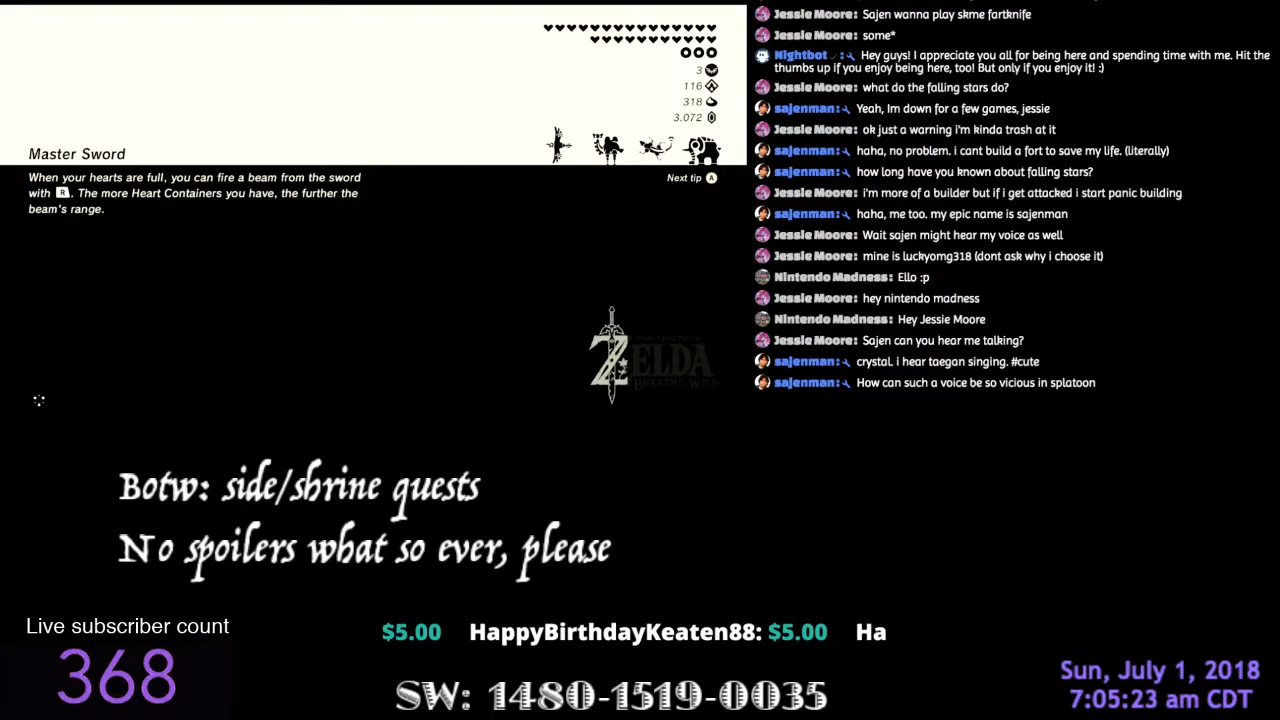 3
116
318
3,072
Master Sword
When your hearts are full, you can fire a beam from the sword
with R. The more Heart Containers you have, the further the
beam's range.
Next tip A
THE LEGEND OF
ZELDA
BREATH OF THE WILD
Jessie Moore: Sajen wanna play skme fartknife
Jessie Moore: some*
Nightbot: Hey guys! I appreciate you all for being here and spending time with me. Hit the
thumbs up if you enjoy being here, too! But only if you enjoy it! :)
Jessie Moore: what do the falling stars do?
sajenman: Yeah, Im down for a few games, jessie
Jessie Moore: ok just a warning i'm kinda trash at it
sajenman: haha, no problem. i cant build a fort to save my life. (literally)
sajenman: how long have you known about falling stars?
Jessie Moore: i'm more of a builder but if i get attacked i start panic building
sajenman: haha, me too. my epic name is sajenman
Jessie Moore: Wait sajen might hear my voice as well
Jessie Moore: mine is luckyomg318 (dont ask why i choose it)
Nintendo Madness: Ello :p
Jessie Moore: hey nintendo madness
Nintendo Madness: Hey Jessie Moore
Jessie Moore: Sajen can you hear me talking?
sajenman: crystal. i hear taegan singing. #cute
sajenman: How can such a voice be so vicious in splatoon
Botw: side/shrine quests
No spoilers what so ever, please
Live subscriber count
368
$5.00 HappyBirthdayKeaten88: $5.00 Ha
SW: 1480-1519-0035
Sun, July 1, 2018
7:05:23 am CDT